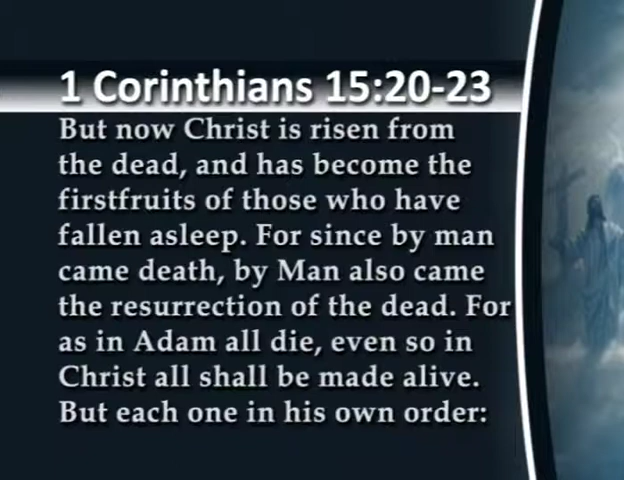 1 Corinthians 15:20-23
But now Christ is risen from
the dead, and has become the
firstfruits of those who have
fallen asleep. For since by man
came death, by Man also came
the resurrection of the dead. For
as in Adam all die, even so in
Christ all shall be made alive.
But each one in his own order: